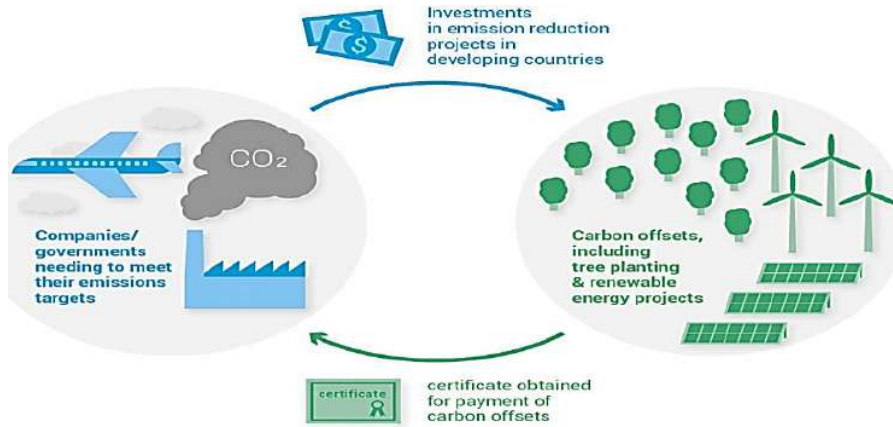 Investments
in emission reduction
projects in
developing countries
CO₂
Companies/
governments
needing to meet
their emissions
targets
Carbon offsets,
including
tree planting
& renewable
energy projects
certificate
certificate obtained
for payment of
carbon offsets